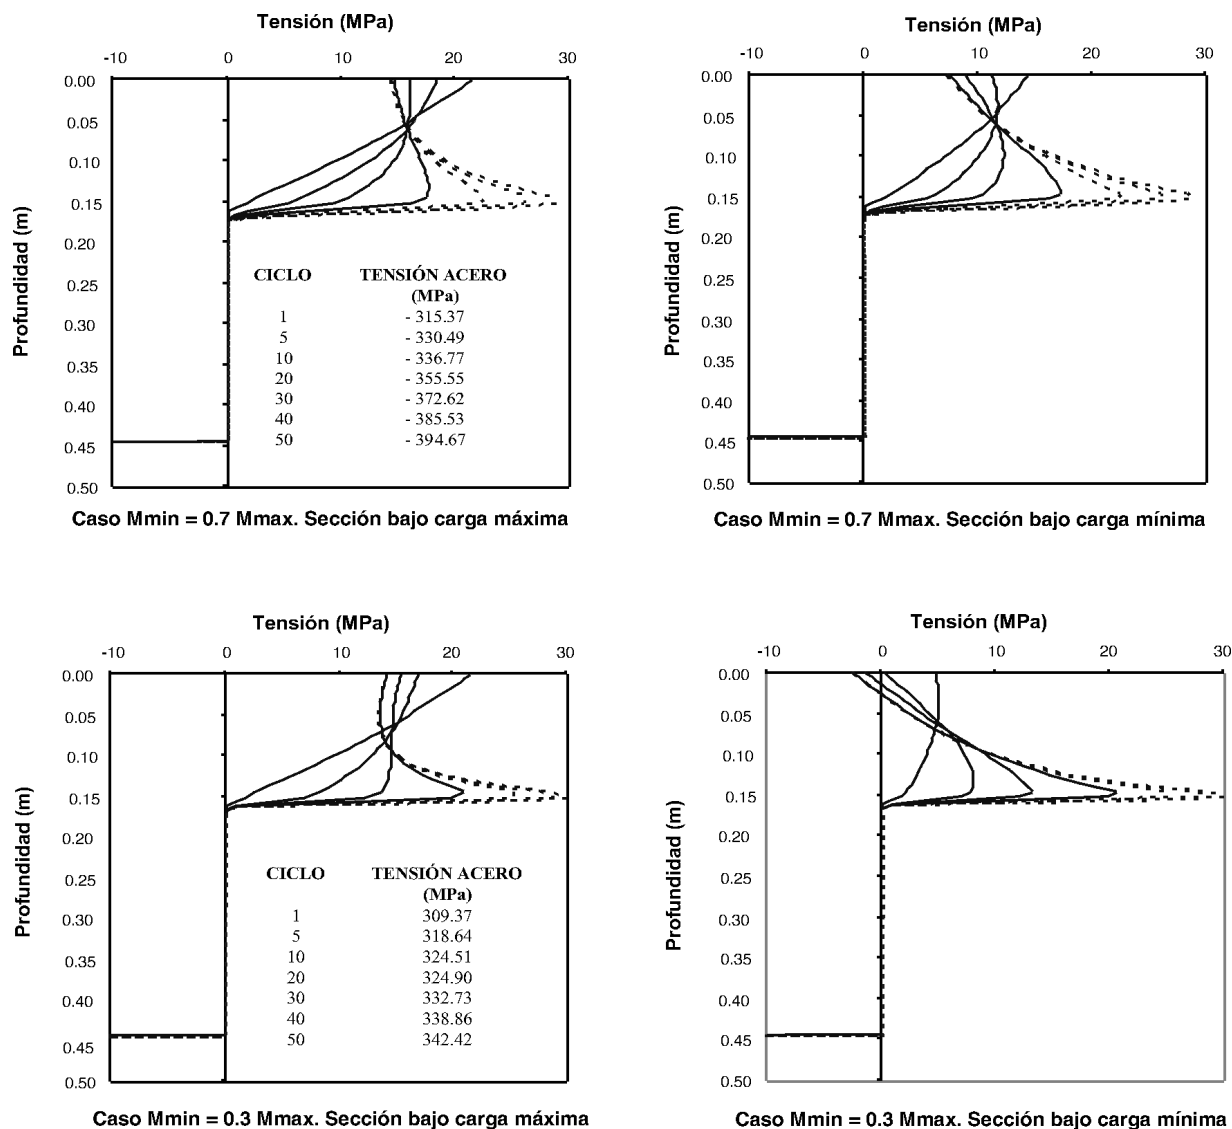 Tensión (MPa)
-10 0 10 20 30
0.00
0.05
0.10
0.15
0.20
0.25
0.30
0.35
0.40
0.45
0.50
Profundidad (m)
CICLO TENSIÓN ACERO
(MPa)
1 - 315.37
5 - 330.49
10 - 336.77
20 - 355.55
30 - 372.62
40 - 385.53
50 - 394.67
Caso Mmin = 0.7 Mmax. Sección bajo carga máxima
Tensión (MPa)
-10 0 10 20 30
0.00
0.05
0.10
0.15
0.20
0.25
0.30
0.35
0.40
0.45
0.50
Profundidad (m)
Caso Mmin = 0.7 Mmax. Sección bajo carga mínima
Tensión (MPa)
-10 0 10 20 30
0.00
0.05
0.10
0.15
0.20
0.25
0.30
0.35
0.40
0.45
0.50
Profundidad (m)
CICLO TENSIÓN ACERO
(MPa)
1 309.37
5 318.64
10 324.51
20 324.90
30 332.73
40 338.86
50 342.42
Caso Mmin = 0.3 Mmax. Sección bajo carga máxima
Tensión (MPa)
-10 0 10 20 30
0.00
0.05
0.10
0.15
0.20
0.25
0.30
0.35
0.40
0.45
0.50
Profundidad (m)
Caso Mmin = 0.3 Mmax. Sección bajo carga mínima